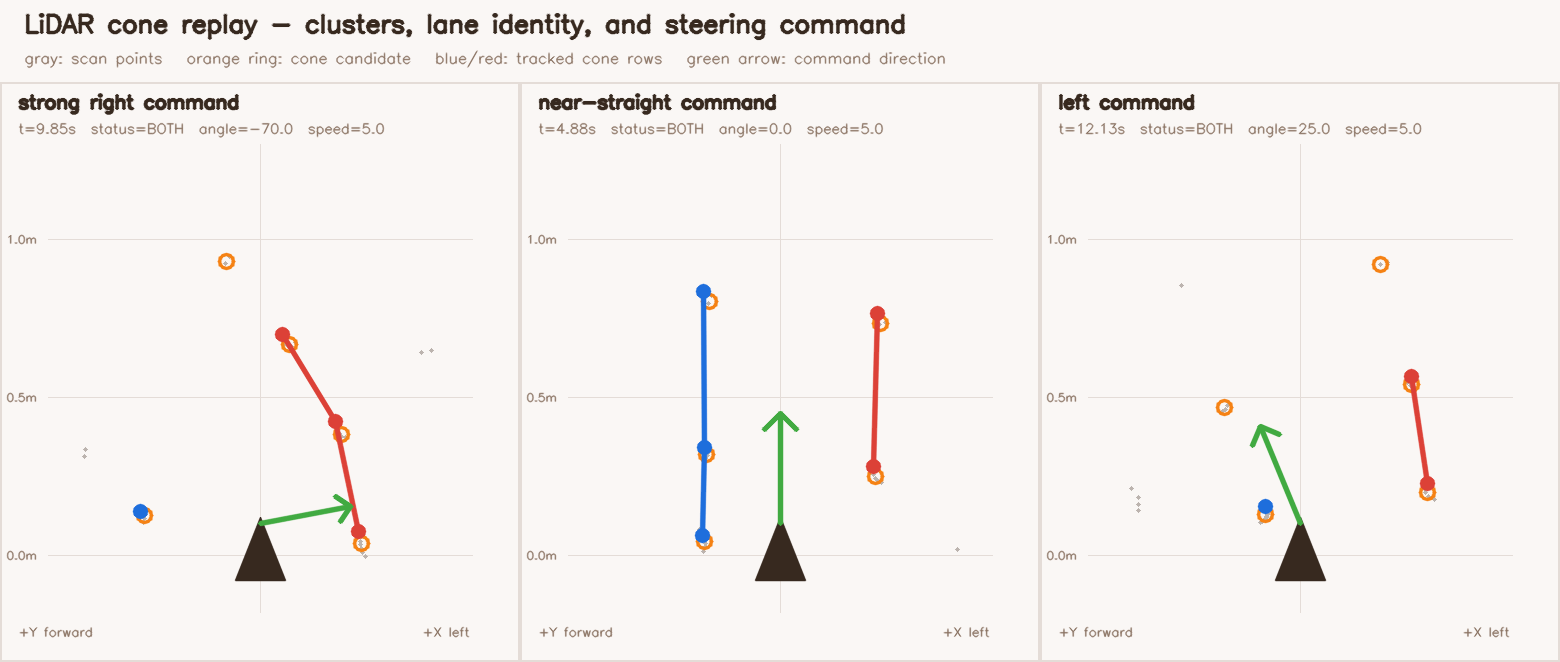 LiDAR cone replay — clusters, lane identity, and steering command
gray: scan points orange ring: cone candidate blue/red: tracked cone rows green arrow: command direction
strong right command
t=9.85s status=BOTH angle=-70.0 speed=5.0
1.0m
0.5m
0.0m
+Y forward +X left
near-straight command
t=4.88s status=BOTH angle=0.0 speed=5.0
1.0m
0.5m
0.0m
+Y forward +X left
left command
t=12.13s status=BOTH angle=25.0 speed=5.0
1.0m
0.5m
0.0m
+Y forward +X left